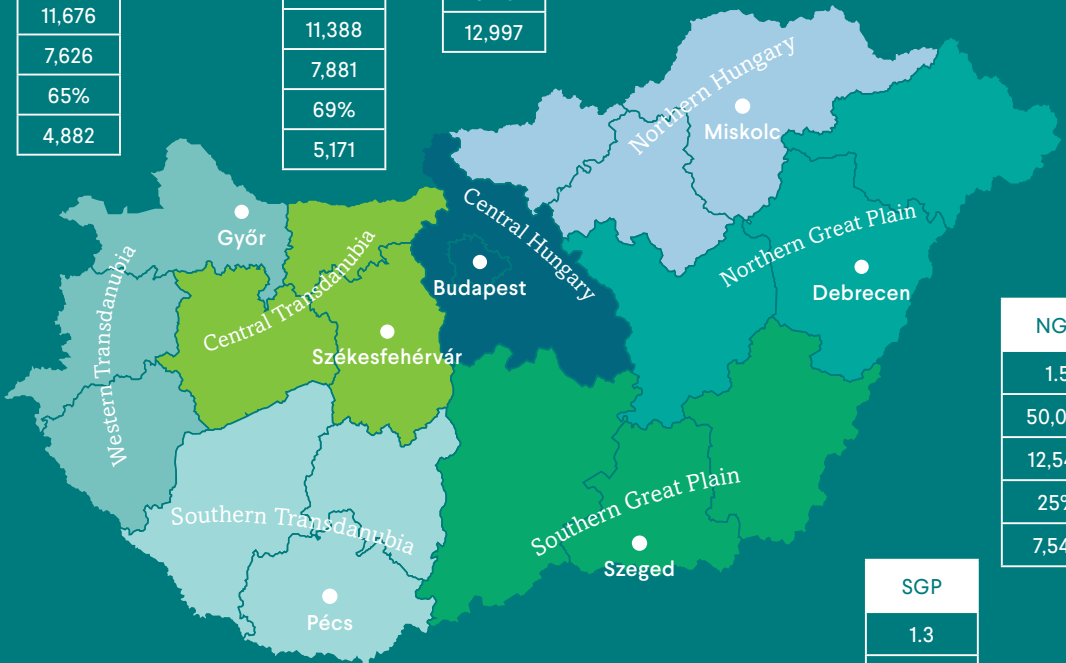 11,676
7,626
65%
4,882
11,388
7,881
69%
5,171
12,997
Northern Hungary
Miskolc
Győr
Central Hungary
Budapest
Northern Great Plain
Debrecen
Western Transdanubia
Central Transdanubia
Székesfehérvár
Southern Transdanubia
Pécs
Southern Great Plain
Szeged
SGP
1.3